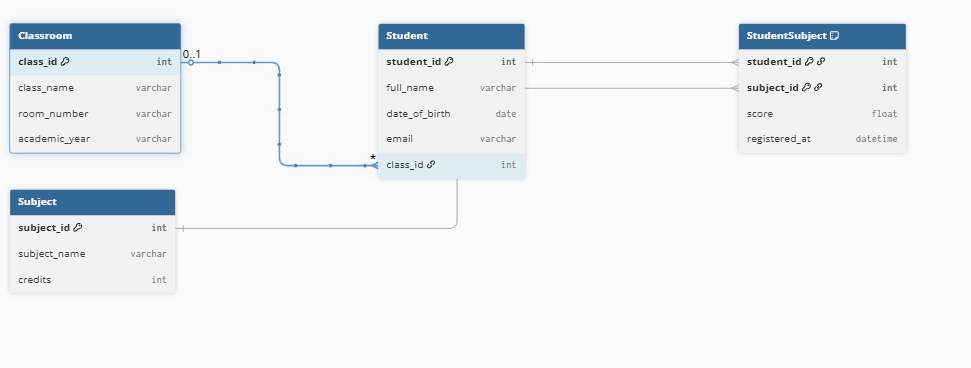 Classroom
class_id int
class_name varchar
room_number varchar
academic_year varchar
0..1
*
Student
student_id int
full_name varchar
date_of_birth date
email varchar
class_id int
StudentSubject
student_id int
subject_id int
score float
registered_at datetime
Subject
subject_id int
subject_name varchar
credits int